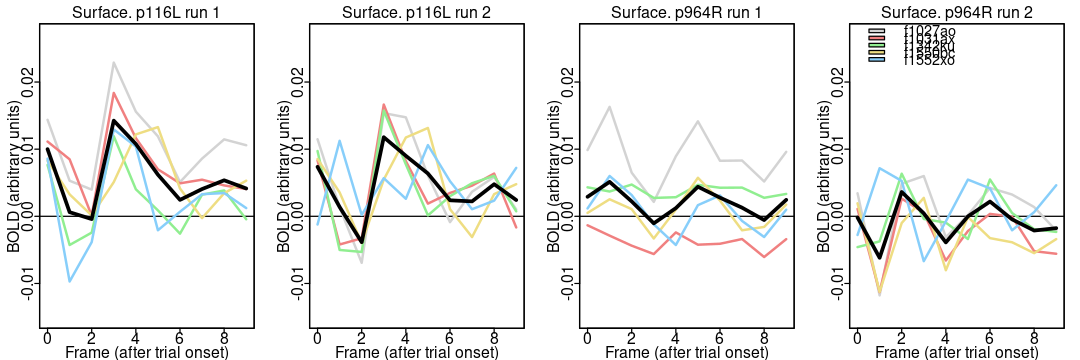 Surface. p116L run 1
Surface. p116L run 2
Surface. p964R run 1
Surface. p964R run 2
BOLD (arbitrary units)
0.02
0.01
0.00
-0.01
0 2 4 6 8
Frame (after trial onset)
BOLD (arbitrary units)
0.02
0.01
0.00
-0.01
0 2 4 6 8
Frame (after trial onset)
BOLD (arbitrary units)
0.02
0.01
0.00
-0.01
0 2 4 6 8
Frame (after trial onset)
BOLD (arbitrary units)
0.02
0.01
0.00
-0.01
0 2 4 6 8
Frame (after trial onset)
f1027ao
f1552xo